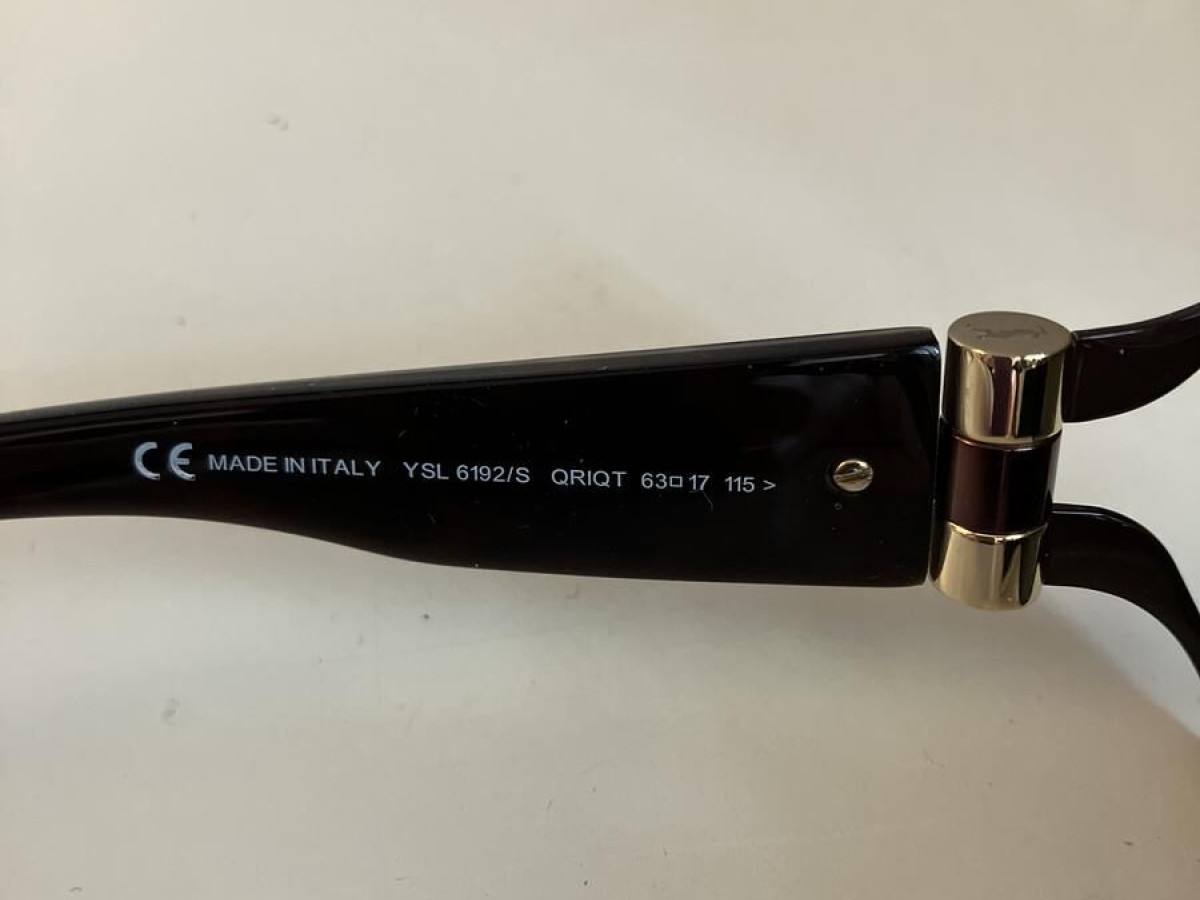 CE MADE IN ITALY YSL 6192/S QRIQT 63□17 115 >